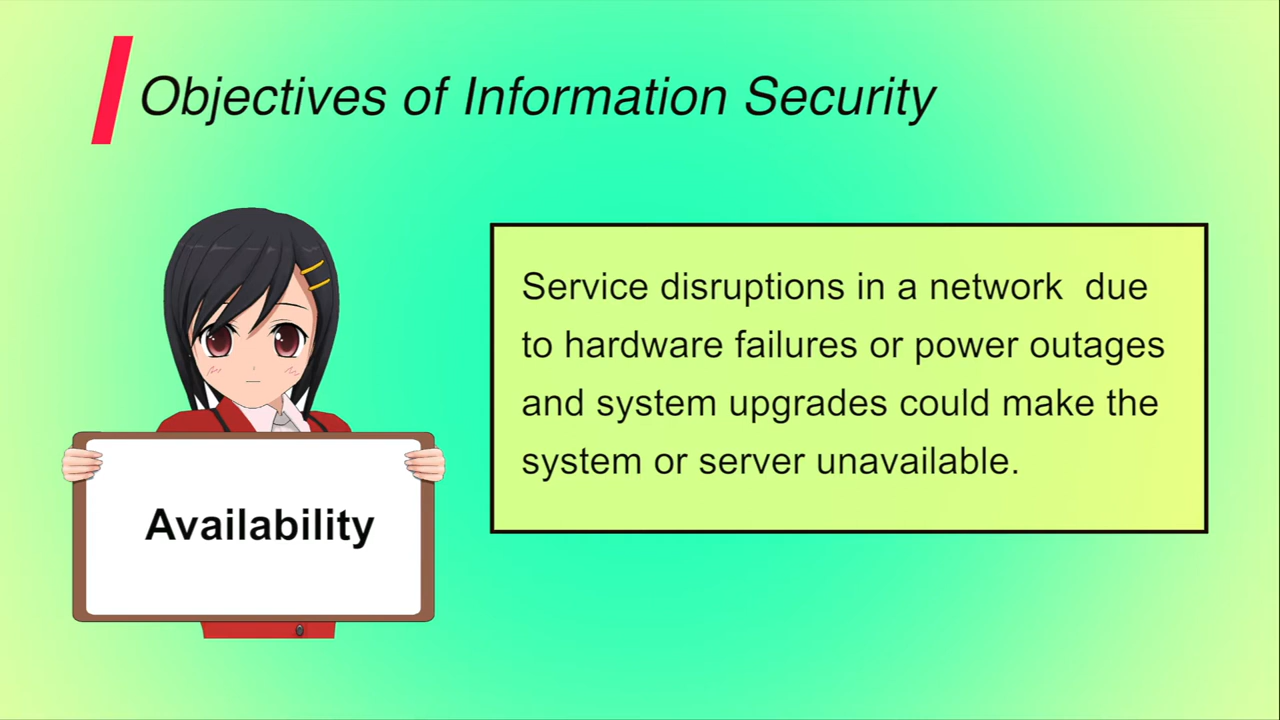 Objectives of Information Security
Service disruptions in a network due
to hardware failures or power outages
and system upgrades could make the
system or server unavailable.
Availability